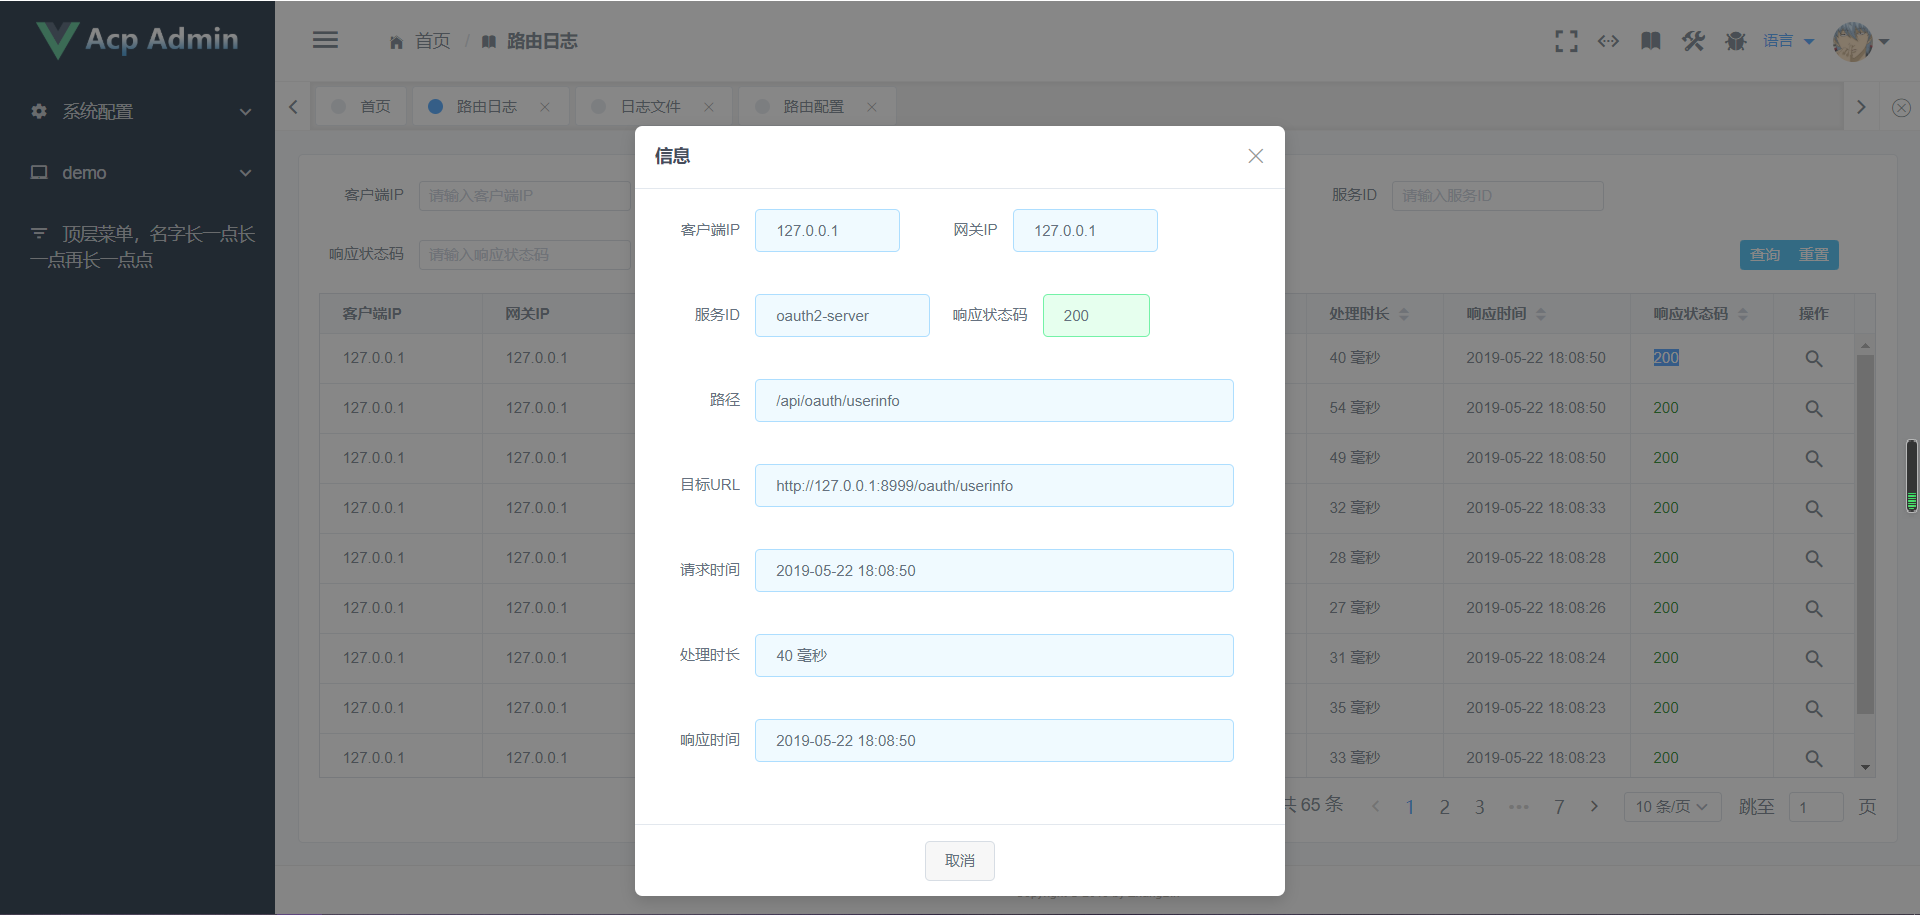 Acp Admin
系统配置
demo
顶层菜单，名字长一点长
一点再长一点点
首页 / 路由日志
语言
首页
路由日志
日志文件
路由配置
客户端IP 请输入客户端IP
服务ID 请输入服务ID
响应状态码 请输入响应状态码
查询 重置
客户端IP 网关IP 处理时长 响应时间 响应状态码 操作
127.0.0.1 127.0.0.1 40 毫秒 2019-05-22 18:08:50 200
127.0.0.1 127.0.0.1 54 毫秒 2019-05-22 18:08:50 200
127.0.0.1 127.0.0.1 49 毫秒 2019-05-22 18:08:50 200
127.0.0.1 127.0.0.1 32 毫秒 2019-05-22 18:08:33 200
127.0.0.1 127.0.0.1 28 毫秒 2019-05-22 18:08:28 200
127.0.0.1 127.0.0.1 27 毫秒 2019-05-22 18:08:26 200
127.0.0.1 127.0.0.1 31 毫秒 2019-05-22 18:08:24 200
127.0.0.1 127.0.0.1 35 毫秒 2019-05-22 18:08:23 200
127.0.0.1 127.0.0.1 33 毫秒 2019-05-22 18:08:23 200
共 65 条 1 2 3 ••• 7 10 条/页 跳至 1 页
信息
客户端IP 127.0.0.1 网关IP 127.0.0.1
服务ID oauth2-server 响应状态码 200
路径 /api/oauth/userinfo
目标URL http://127.0.0.1:8999/oauth/userinfo
请求时间 2019-05-22 18:08:50
处理时长 40 毫秒
响应时间 2019-05-22 18:08:50
取消